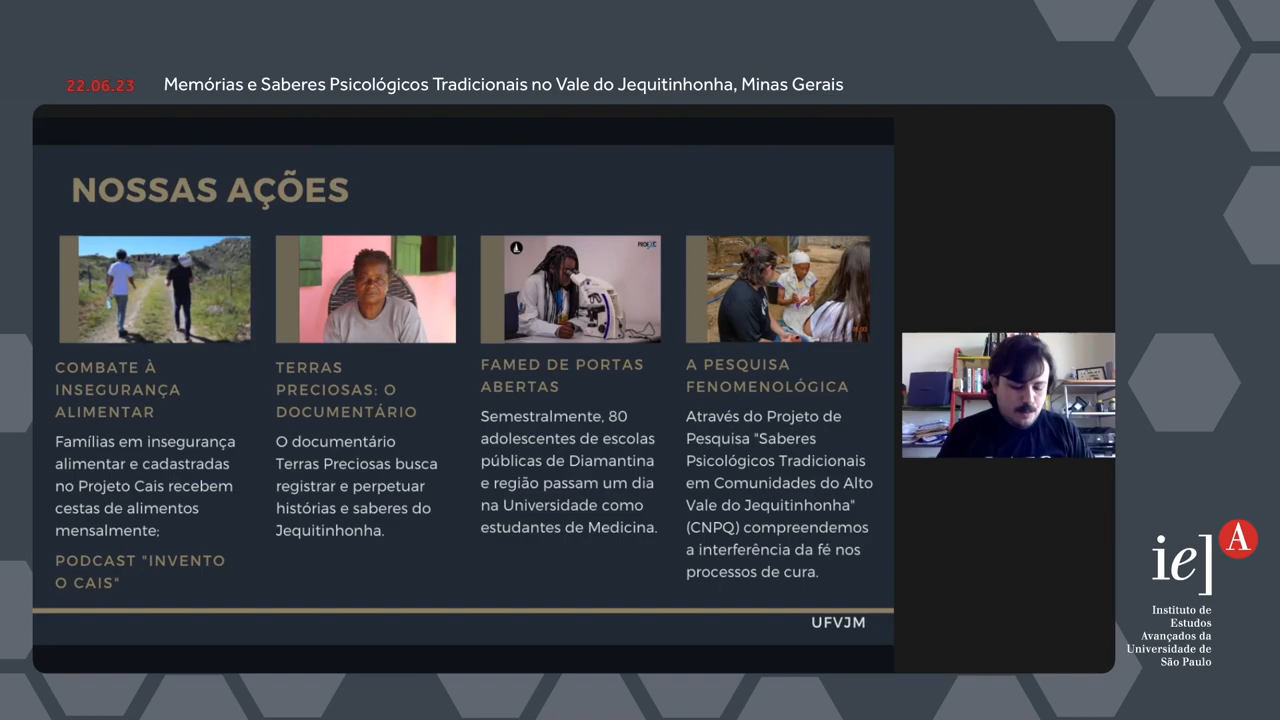 22.06.23 Memórias e Saberes Psicológicos Tradicionais no Vale do Jequitinhonha, Minas Gerais
NOSSAS AÇÕES
COMBATE À
INSEGURANÇA
ALIMENTAR
Famílias em insegurança
alimentar e cadastradas
no Projeto Cais recebem
cestas de alimentos
mensalmente;
PODCAST "INVENTO
O CAIS"
TERRAS
PRECIOSAS: O
DOCUMENTÁRIO
O documentário
Terras Preciosas busca
registrar e perpetuar
histórias e saberes do
Jequitinhonha.
FAMED DE PORTAS
ABERTAS
Semestralmente, 80
adolescentes de escolas
públicas de Diamantina
e região passam um dia
na Universidade como
estudantes de Medicina.
A PESQUISA
FENOMENOLÓGICA
Através do Projeto de
Pesquisa "Saberes
Psicológicos Tradicionais
em Comunidades do Alto
Vale do Jequitinhonha"
(CNPQ) compreendemos
a interferência da fé nos
processos de cura.
UFVJM
ie] A
Instituto de
Estudos
Avançados da
Universidade de
São Paulo